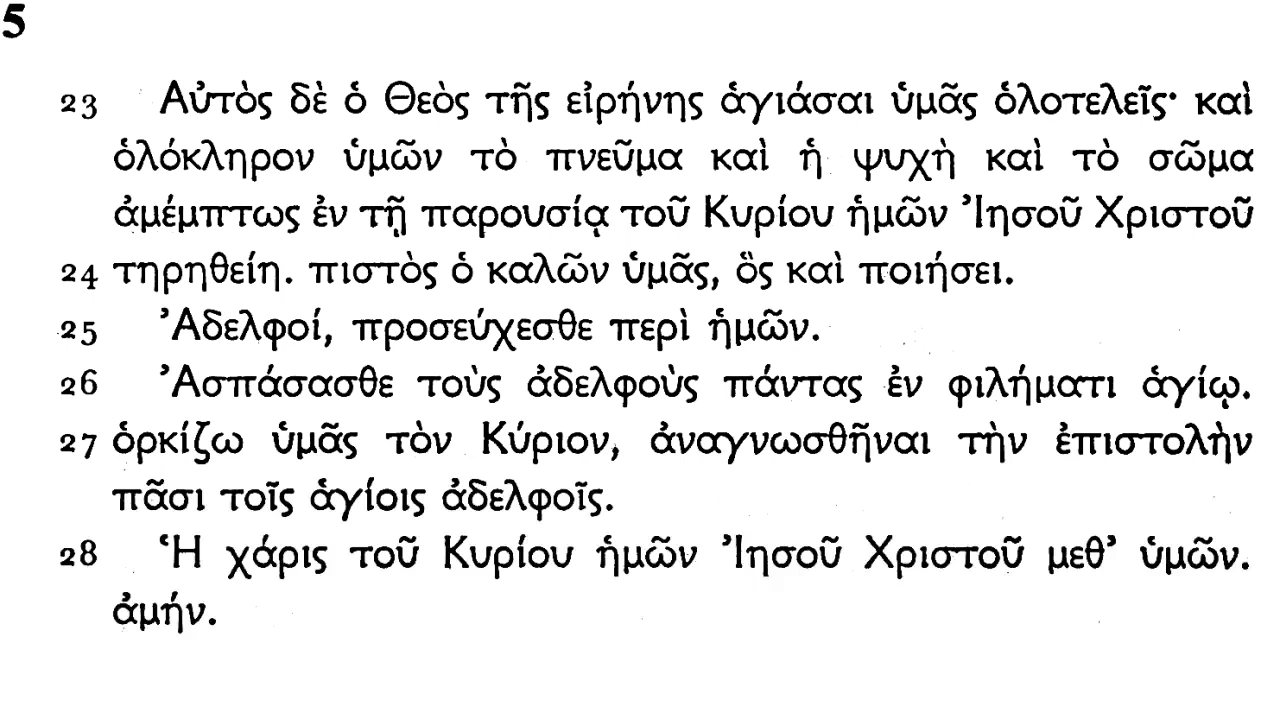 5
23 Αὐτὸς δὲ ὁ Θεὸς τῆς εἰρήνης ἁγιάσαι ὑμᾶς ὁλοτελεῖς· καὶ
ὁλόκληρον ὑμῶν τὸ πνεῦμα καὶ ἡ ψυχὴ καὶ τὸ σῶμα
ἀμέμπτως ἐν τῇ παρουσίᾳ τοῦ Κυρίου ἡμῶν Ἰησοῦ Χριστοῦ
24 τηρηθείη. πιστὸς ὁ καλῶν ὑμᾶς, ὃς καὶ ποιήσει.
25 Ἀδελφοί, προσεύχεσθε περὶ ἡμῶν.
26 Ἀσπάσασθε τοὺς ἀδελφοὺς πάντας ἐν φιλήματι ἁγίῳ.
27 ὁρκίζω ὑμᾶς τὸν Κύριον, ἀναγνωσθῆναι τὴν ἐπιστολὴν
πᾶσι τοῖς ἁγίοις ἀδελφοῖς.
28 Ἡ χάρις τοῦ Κυρίου ἡμῶν Ἰησοῦ Χριστοῦ μεθ’ ὑμῶν.
ἀμήν.